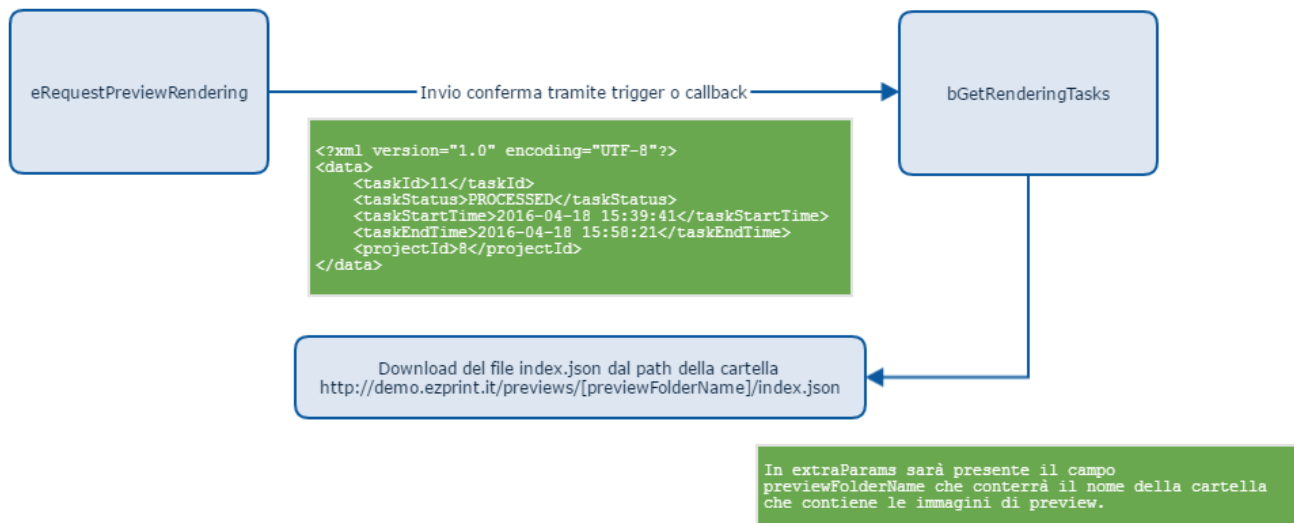 eRequestPreviewRendering
Invio conferma tramite trigger o callback
bGetRenderingTasks
<?xml version="1.0" encoding="UTF-8"?>
<data>
<taskId>11</taskId>
<taskStatus>PROCESSED</taskStatus>
<taskStartTime>2016-04-18 15:39:41</taskStartTime>
<taskEndTime>2016-04-18 15:58:21</taskEndTime>
<projectId>8</projectId>
</data>
Download del file index.json dal path della cartella
http://demo.ezprint.it/previews/[previewFolderName]/index.json
In extraParams sarà presente il campo
previewFolderName che conterrà il nome della cartella
che contiene le immagini di preview.